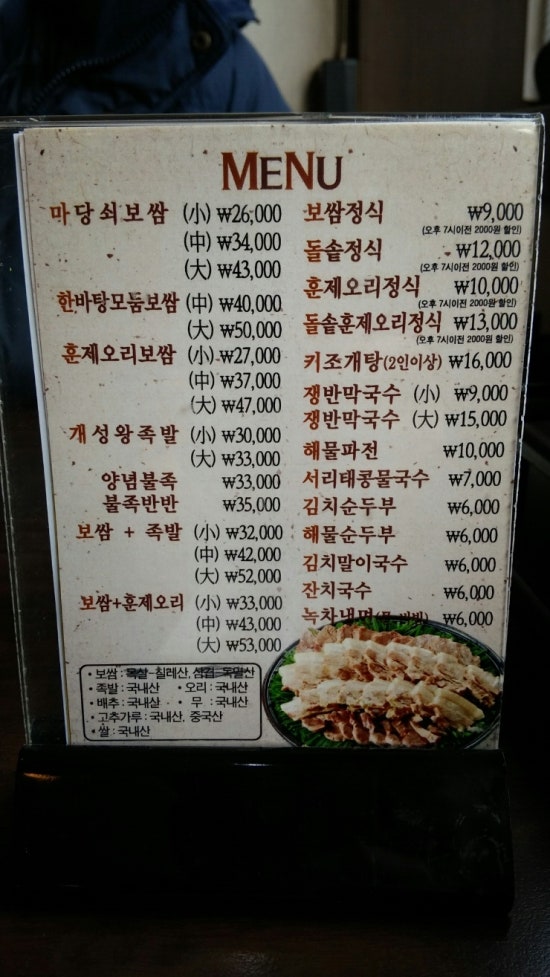 MENU
마당쇠보쌈 (小) ₩26,000
(中) ₩34,000
(大) ₩43,000
한바탕모둠보쌈 (中) ₩40,000
(大) ₩50,000
훈제오리보쌈 (小) ₩27,000
(中) ₩37,000
(大) ₩47,000
개성왕족발 (小) ₩30,000
(大) ₩33,000
양념불족 ₩33,000
불족반반 ₩35,000
보쌈 + 족발 (小) ₩32,000
(中) ₩42,000
(大) ₩52,000
보쌈+훈제오리 (小) ₩33,000
(中) ₩43,000
(大) ₩53,000
보쌈정식 ₩9,000
(오후 7시이전 2000원 할인)
돌솥정식 ₩12,000
(오후 7시이전 2000원 할인)
훈제오리정식 ₩10,000
(오후 7시이전 2000원 할인)
돌솥훈제오리정식 ₩13,000
(오후 7시이전 2000원 할인)
키조개탕(2인이상) ₩16,000
쟁반막국수 (小) ₩9,000
쟁반막국수 (大) ₩15,000
해물파전 ₩10,000
서리태콩물국수 ₩7,000
김치순두부 ₩6,000
해물순두부 ₩6,000
김치말이국수 ₩6,000
잔치국수 ₩6,000
녹차냉면 ₩6,000
• 보쌈 : 목살-칠레산,
• 족발 : 국내산 • 오리 : 국내산
• 배추 : 국내산 • 무 : 국내산
• 고추가루 : 국내산, 중국산
• 쌀 : 국내산